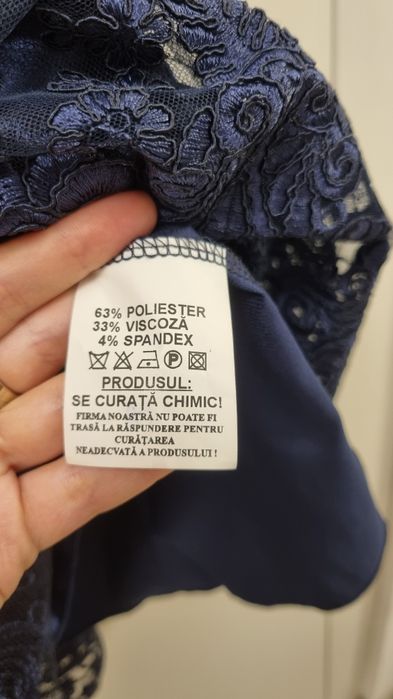 63% POLIESTER
33% VISCOZĂ
4% SPANDEX
P
PRODUSUL:
SE CURAȚĂ CHIMIC!
FIRMA NOASTRĂ NU POATE FI
TRASĂ LA RĂSPUNDERE PENTRU
CURĂTAREA
NEADECVATĂ A PRODUSULUI !